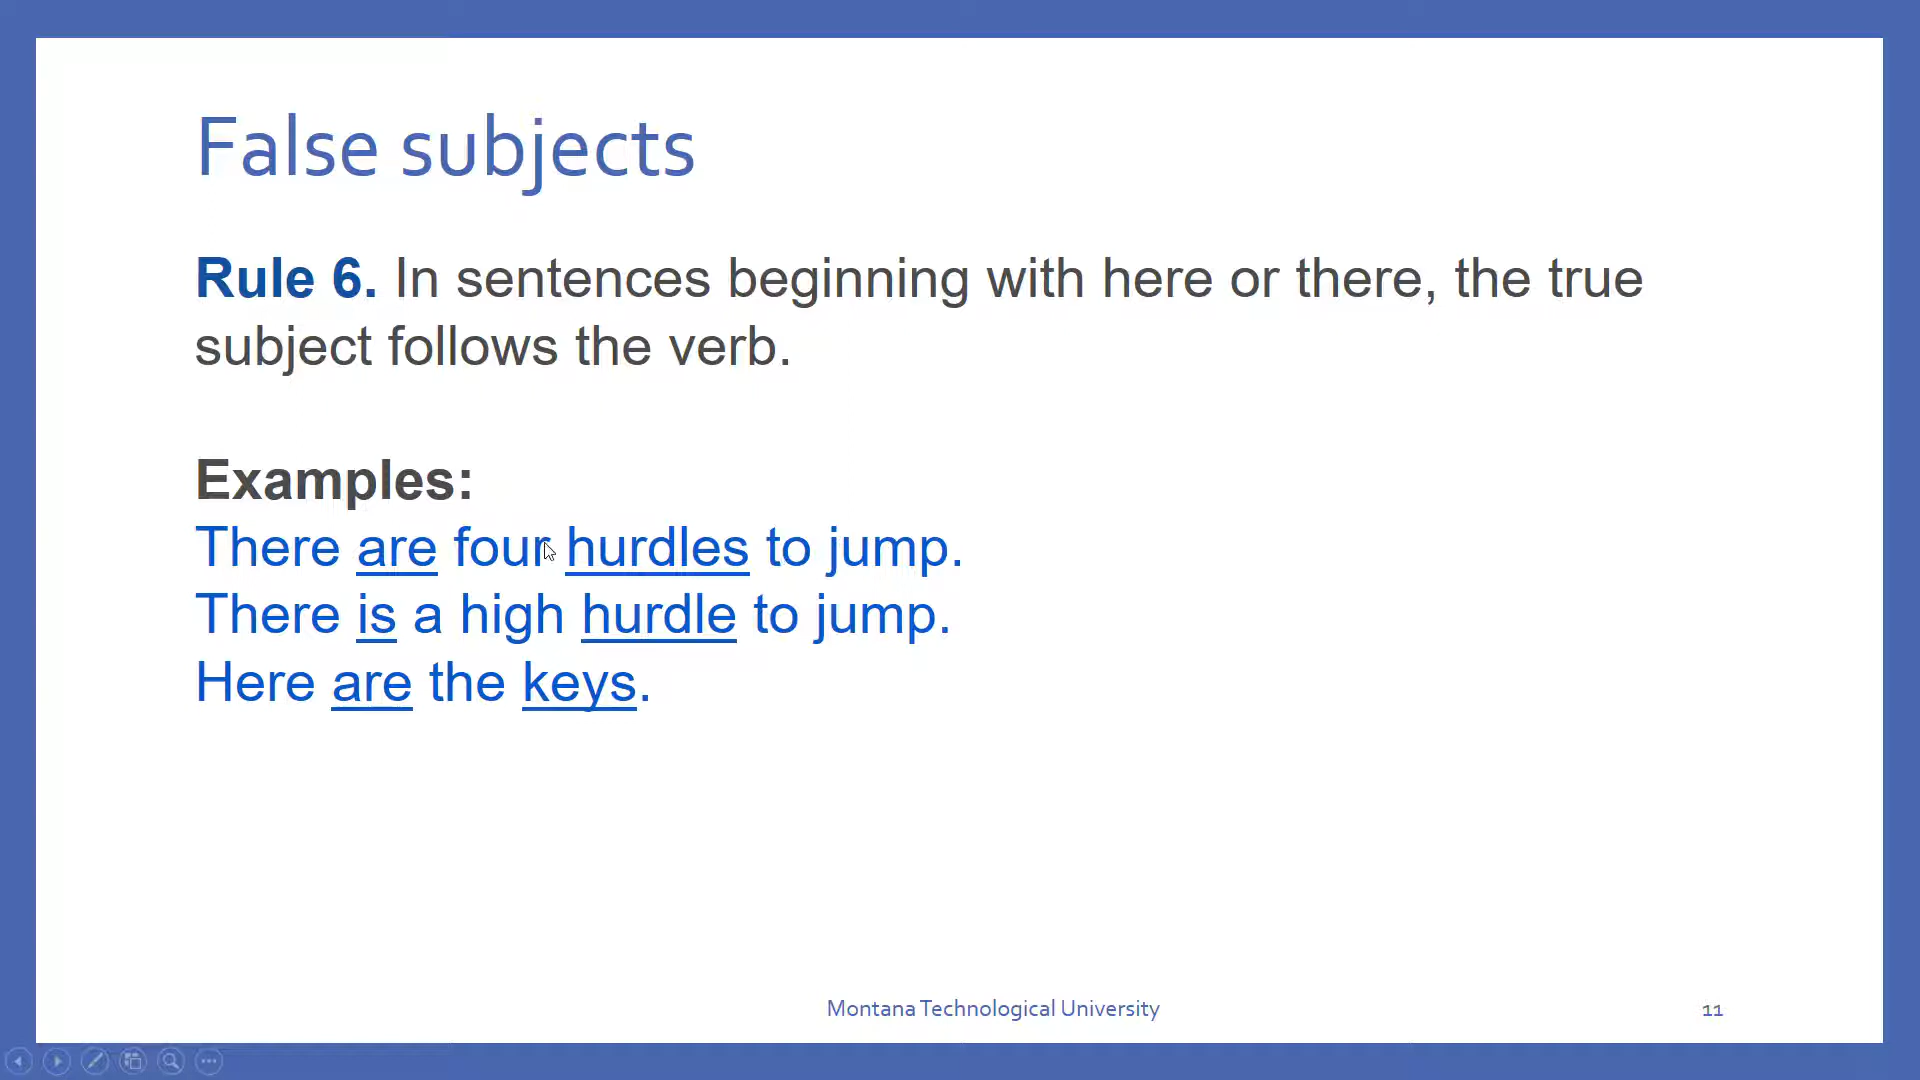 False subjects
Rule 6. In sentences beginning with here or there, the true
subject follows the verb.
Examples:
There are four hurdles to jump.
There is a high hurdle to jump.
Here are the keys.
Montana Technological University
11